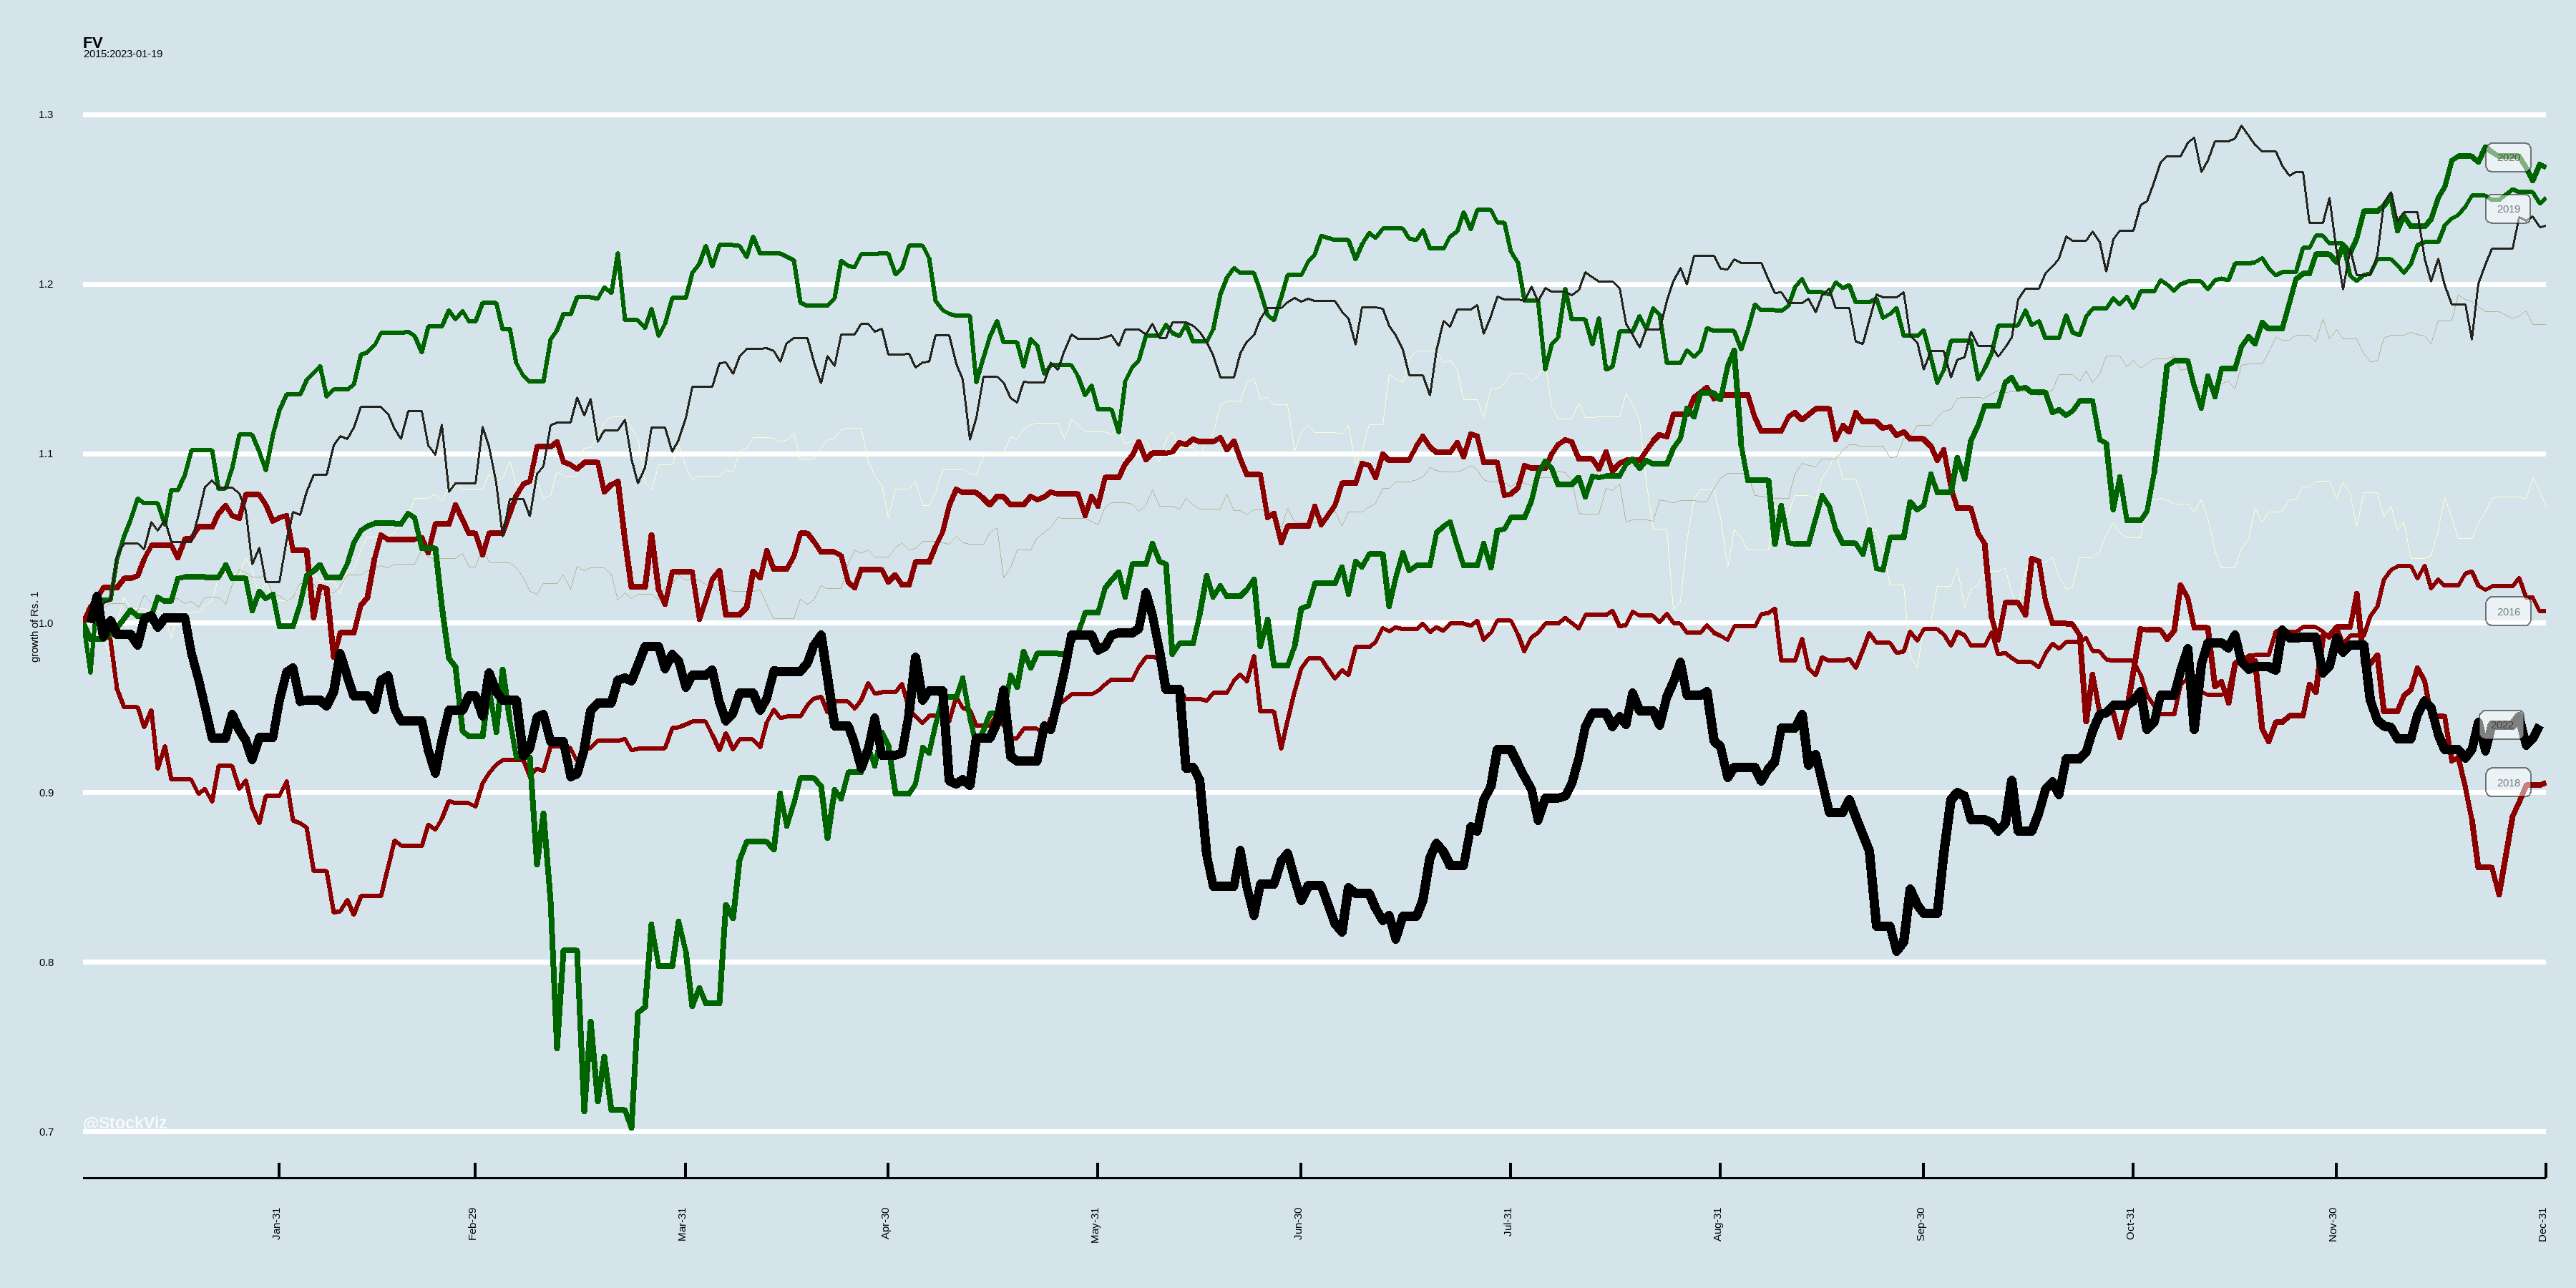 FV
2015:2023-01-19
1.3
1.2
1.1
1.0
0.9
0.8
0.7
growth of Rs. 1
2020
2019
2016
2022
2018
@StockViz
Jan-31
Feb-29
Mar-31
Apr-30
May-31
Jun-30
Jul-31
Aug-31
Sep-30
Oct-31
Nov-30
Dec-31